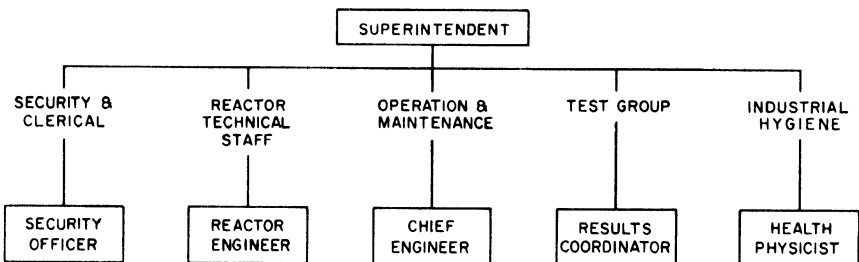 SUPERINTENDENT
SECURITY &
CLERICAL
REACTOR
TECHNICAL
STAFF
OPERATION &
MAINTENANCE
TEST GROUP
INDUSTRIAL
HYGIENE
SECURITY
OFFICER
REACTOR
ENGINEER
CHIEF
ENGINEER
RESULTS
COORDINATOR
HEALTH
PHYSICIST